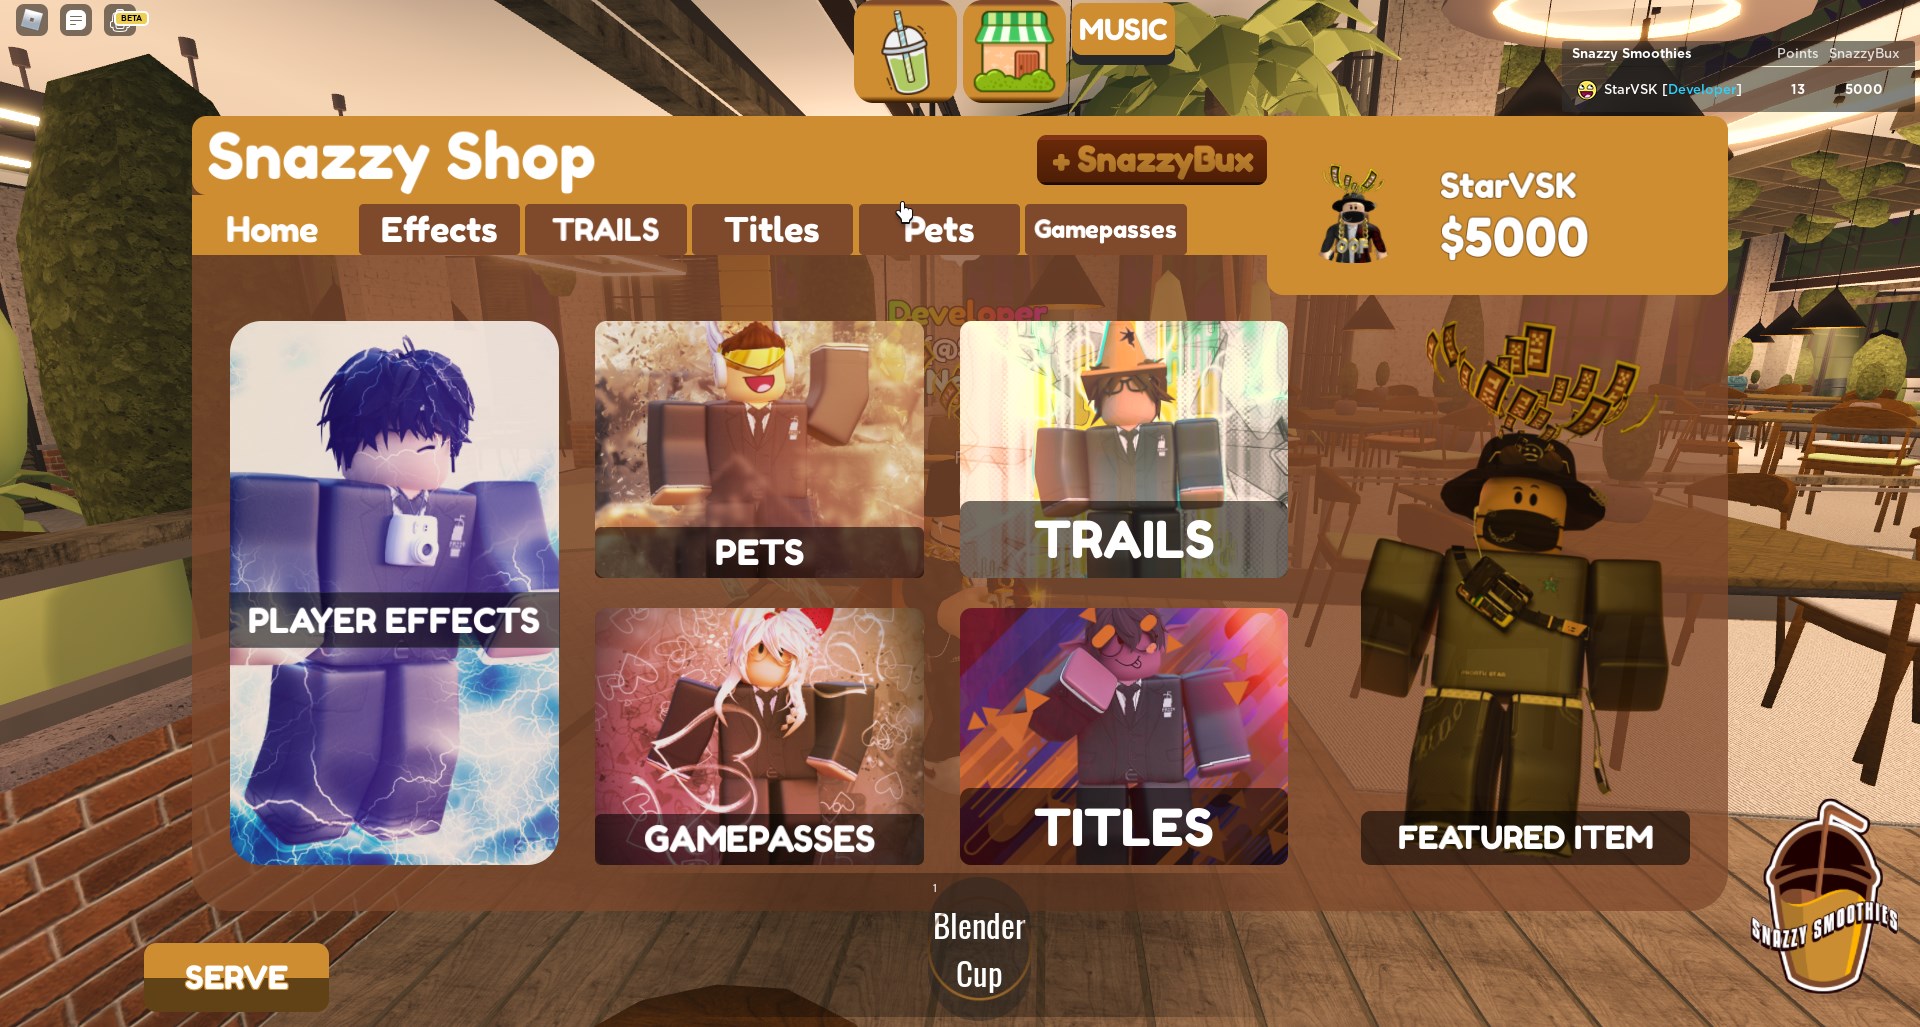 BETA
MUSIC
Snazzy Smoothies Points SnazzyBux
StarVSK [Developer] 13 5000
Snazzy Shop
+ SnazzyBux
StarVSK
$5000
Home
Effects
TRAILS
Titles
Pets
Gamepasses
Developer
PLAYER EFFECTS
PETS
TRAILS
GAMEPASSES
TITLES
FEATURED ITEM
1
Blender
Cup
SERVE
SNAZZY SMOOTHIES